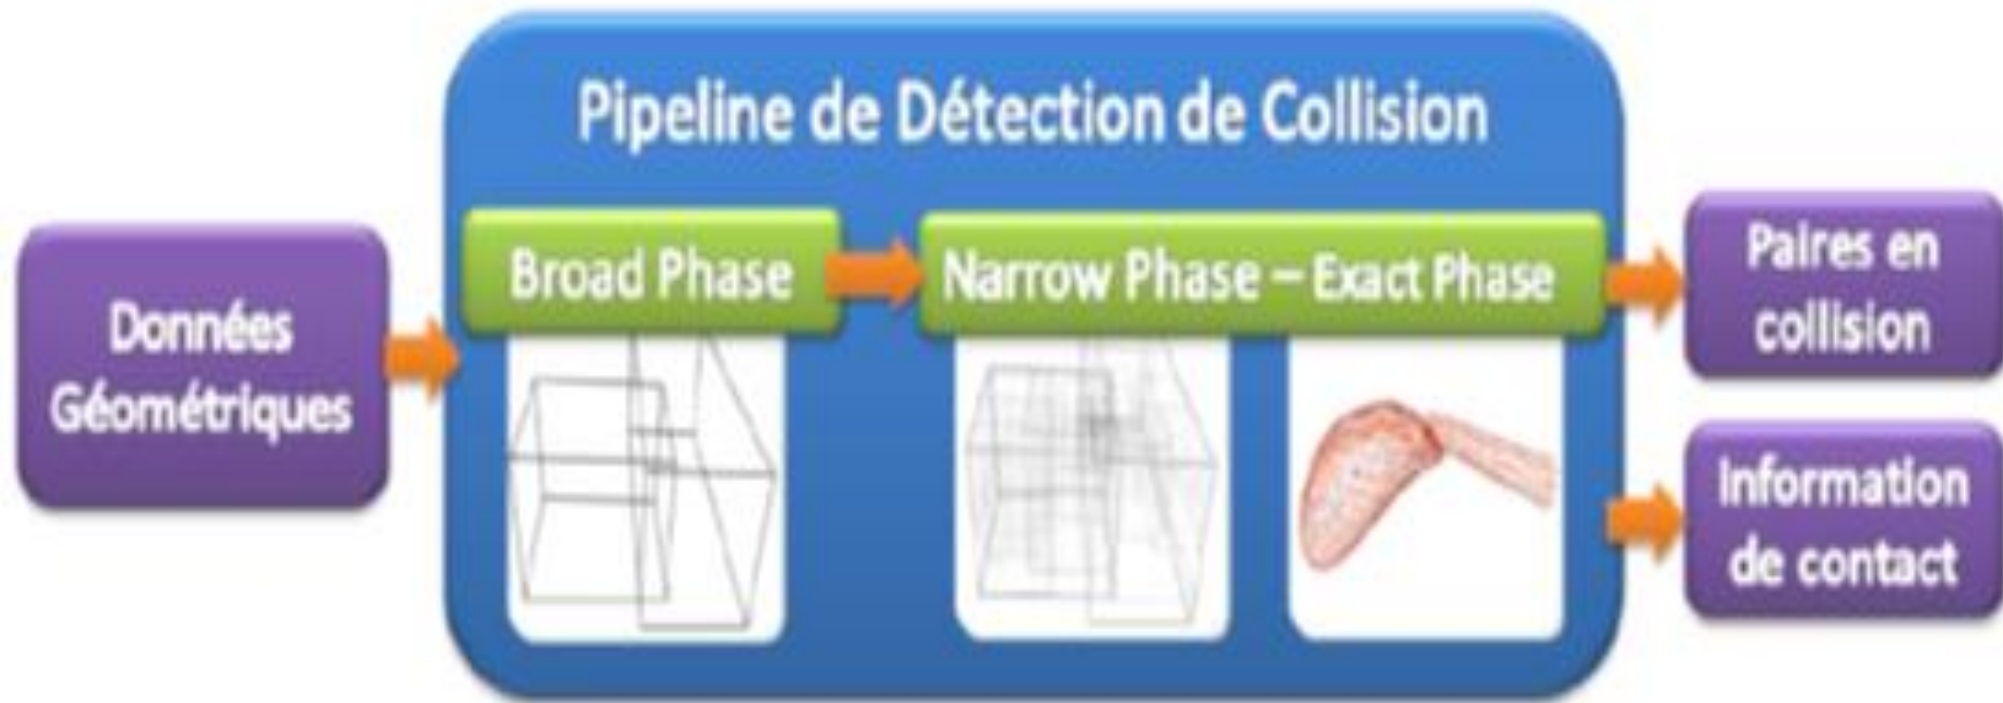 Pipeline de Détection de Collision
Données
Géométriques
Broad Phase
Narrow Phase – Exact Phase
Paires en
collision
Information
de contact